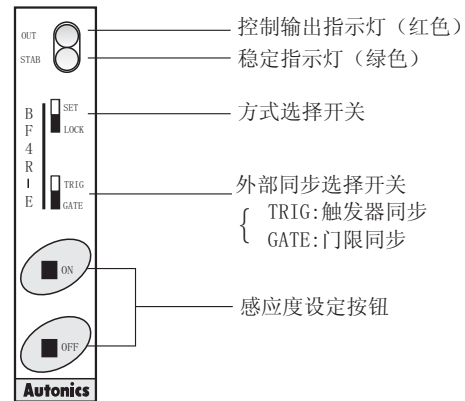 OUT
STAB
控制输出指示灯（红色）
稳定指示灯（绿色）
SET
LOCK
方式选择开关
BF4R-E
TRIG
GATE
外部同步选择开关
TRIG:触发器同步
GATE:门限同步
ON
OFF
感应度设定按钮
Autonics